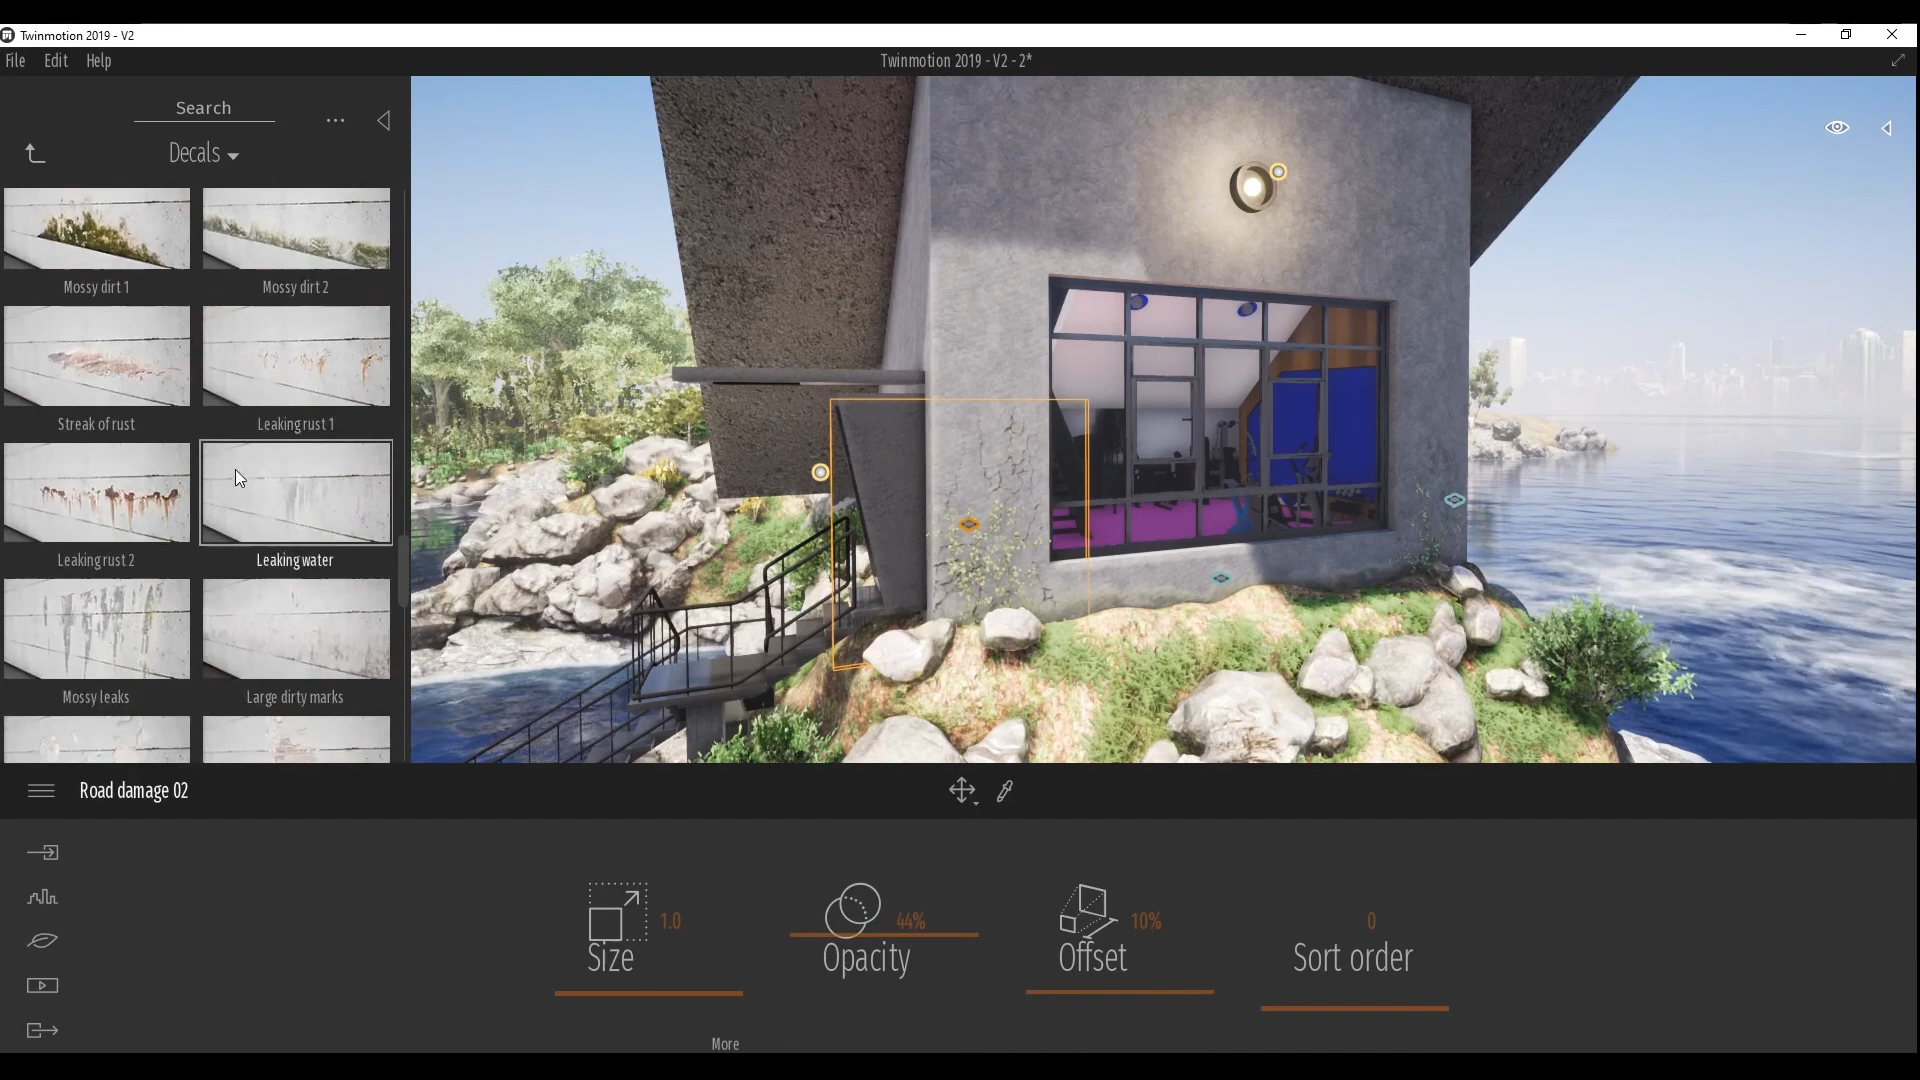 Twinmotion 2019 - V2
File Edit Help
Twinmotion 2019 - V2 - 2*
Search
...
Decals
Mossy dirt 1
Mossy dirt 2
Streak of rust
Leaking rust 1
Leaking rust 2
Leaking water
Mossy leaks
Large dirty marks
Road damage 02
1.0
Size
44%
Opacity
10%
Offset
0
Sort order
More